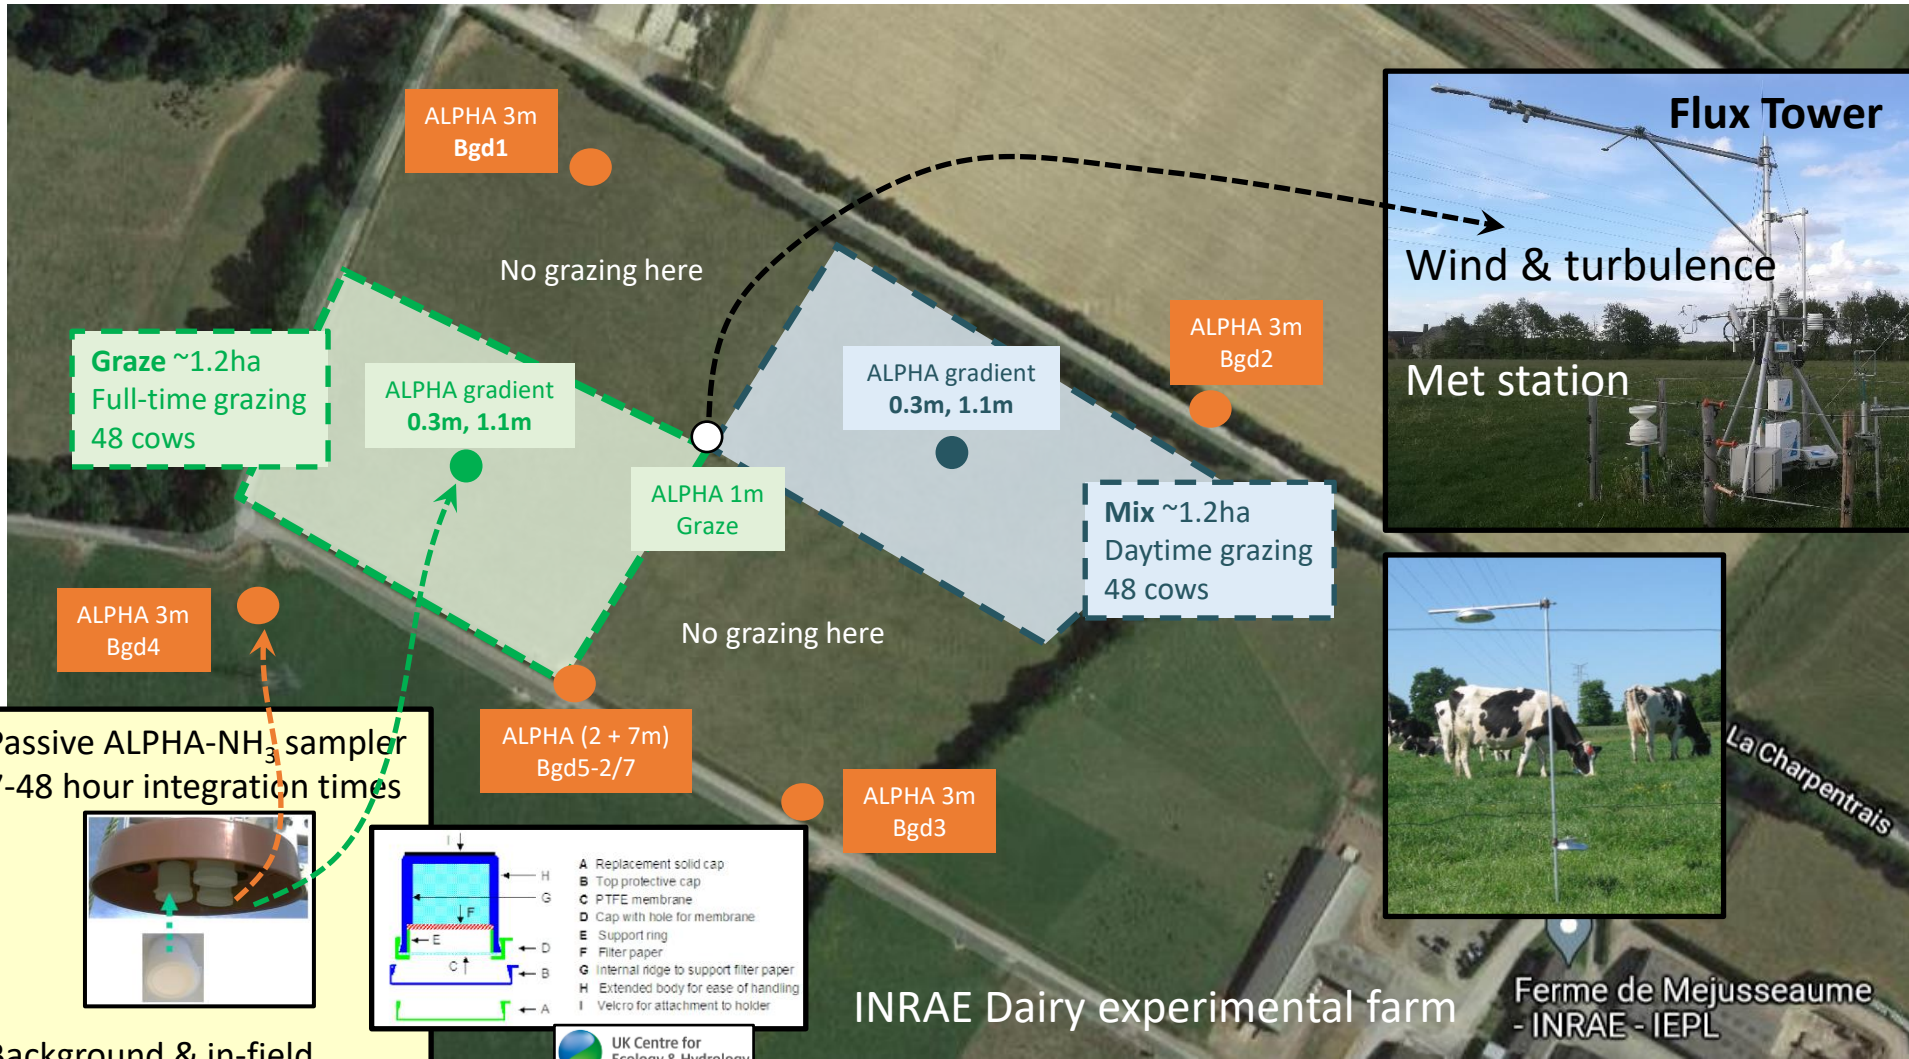 ALPHA 3m
Bgd1
Flux Tower
Wind & turbulence
Met station
No grazing here
Graze ~1.2ha
Full-time grazing
48 cows
ALPHA gradient
0.3m, 1.1m
ALPHA gradient
0.3m, 1.1m
ALPHA 3m
Bgd2
ALPHA 1m
Graze
Mix ~1.2ha
Daytime grazing
48 cows
ALPHA 3m
Bgd4
No grazing here
ALPHA (2 + 7m)
Bgd5-2/7
ALPHA 3m
Bgd3
Passive ALPHA-NH3 sampler
7-48 hour integration times
I
H
G
F
E
D
C
B
A
A Replacement solid cap
B Top protective cap
C PTFE membrane
D Cap with hole for membrane
E Support ring
F Filter paper
G Internal ridge to support filter paper
H Extended body for ease of handling
I Velcro for attachment to holder
La Charpentrais
INRAE Dairy experimental farm
Ferme de Mejusseaume
- INRAE - IEPL
Background & in-field
UK Centre for
Ecology & Hydrology